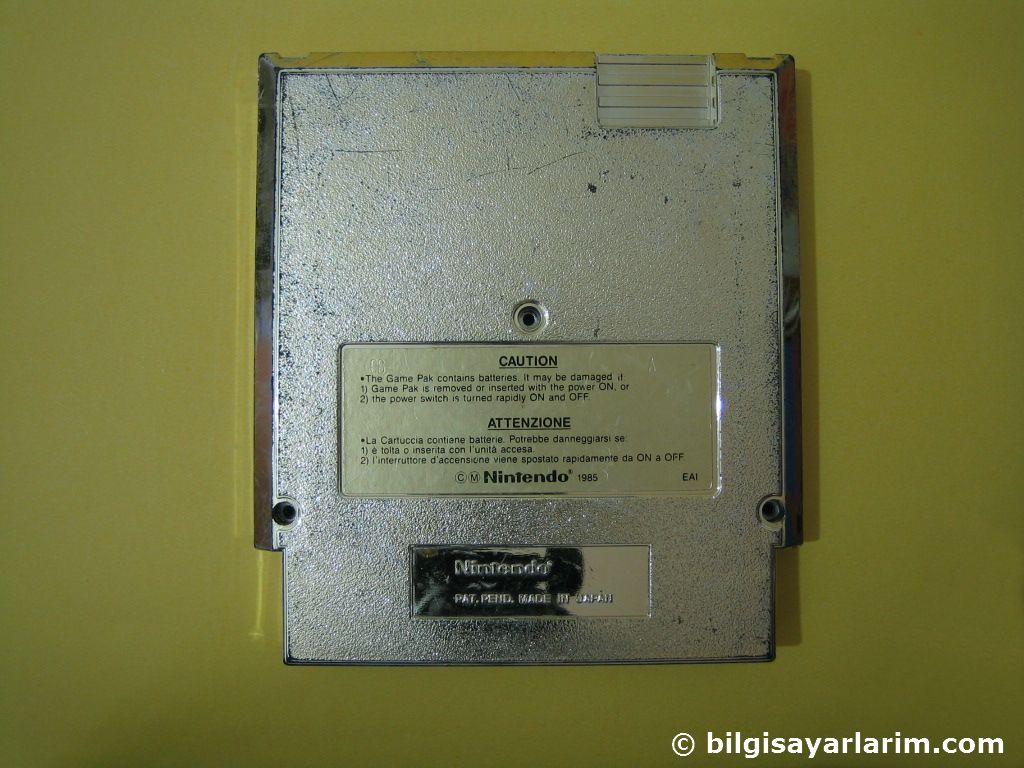 CAUTION
•The Game Pak contains batteries. It may be damaged if:
1) Game Pak is removed or inserted with the power ON, or
2) the power switch is turned rapidly ON and OFF.
ATTENZIONE
•La Cartuccia contiene batterie. Potrebbe danneggiarsi se:
1) è tolta o inserita con l'unità accesa.
2) l'interruttore d'accensione viene spostato rapidamente da ON a OFF.
©Ⓜ Nintendo® 1985 EAI
Nintendo®
PAT. PEND. MADE IN JAPAN
© bilgisayarlarim.com